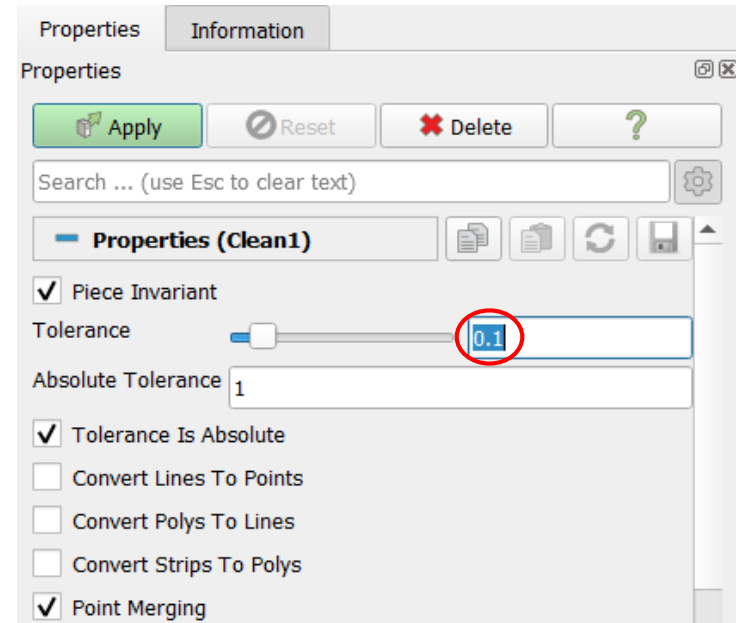 Properties Information
Properties
Apply Reset Delete ?
Search ... (use Esc to clear text)
Properties (Clean1)
Piece Invariant
Tolerance 0.1
Absolute Tolerance 1
Tolerance Is Absolute
Convert Lines To Points
Convert Polys To Lines
Convert Strips To Polys
Point Merging